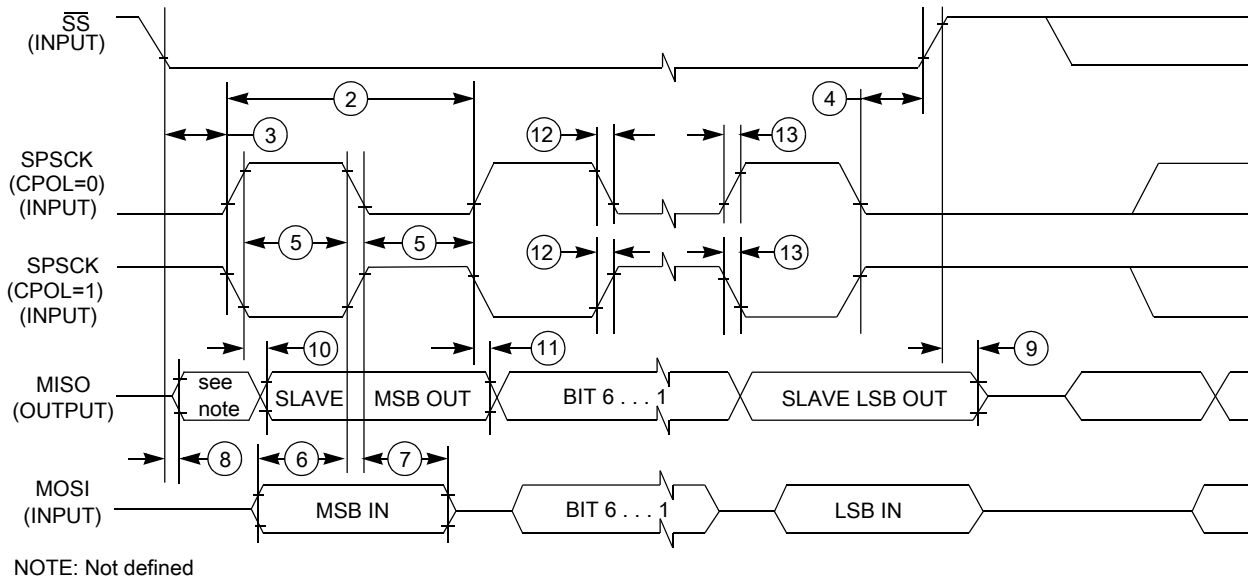 SS
(INPUT)
2
4
3
12
13
SPSCK
(CPOL=0)
(INPUT)
5
5
12
13
SPSCK
(CPOL=1)
(INPUT)
10
11
9
MISO
(OUTPUT)
see
note
SLAVE
MSB OUT
BIT 6 . . . 1
SLAVE LSB OUT
8
6
7
MOSI
(INPUT)
MSB IN
BIT 6 . . . 1
LSB IN
NOTE: Not defined